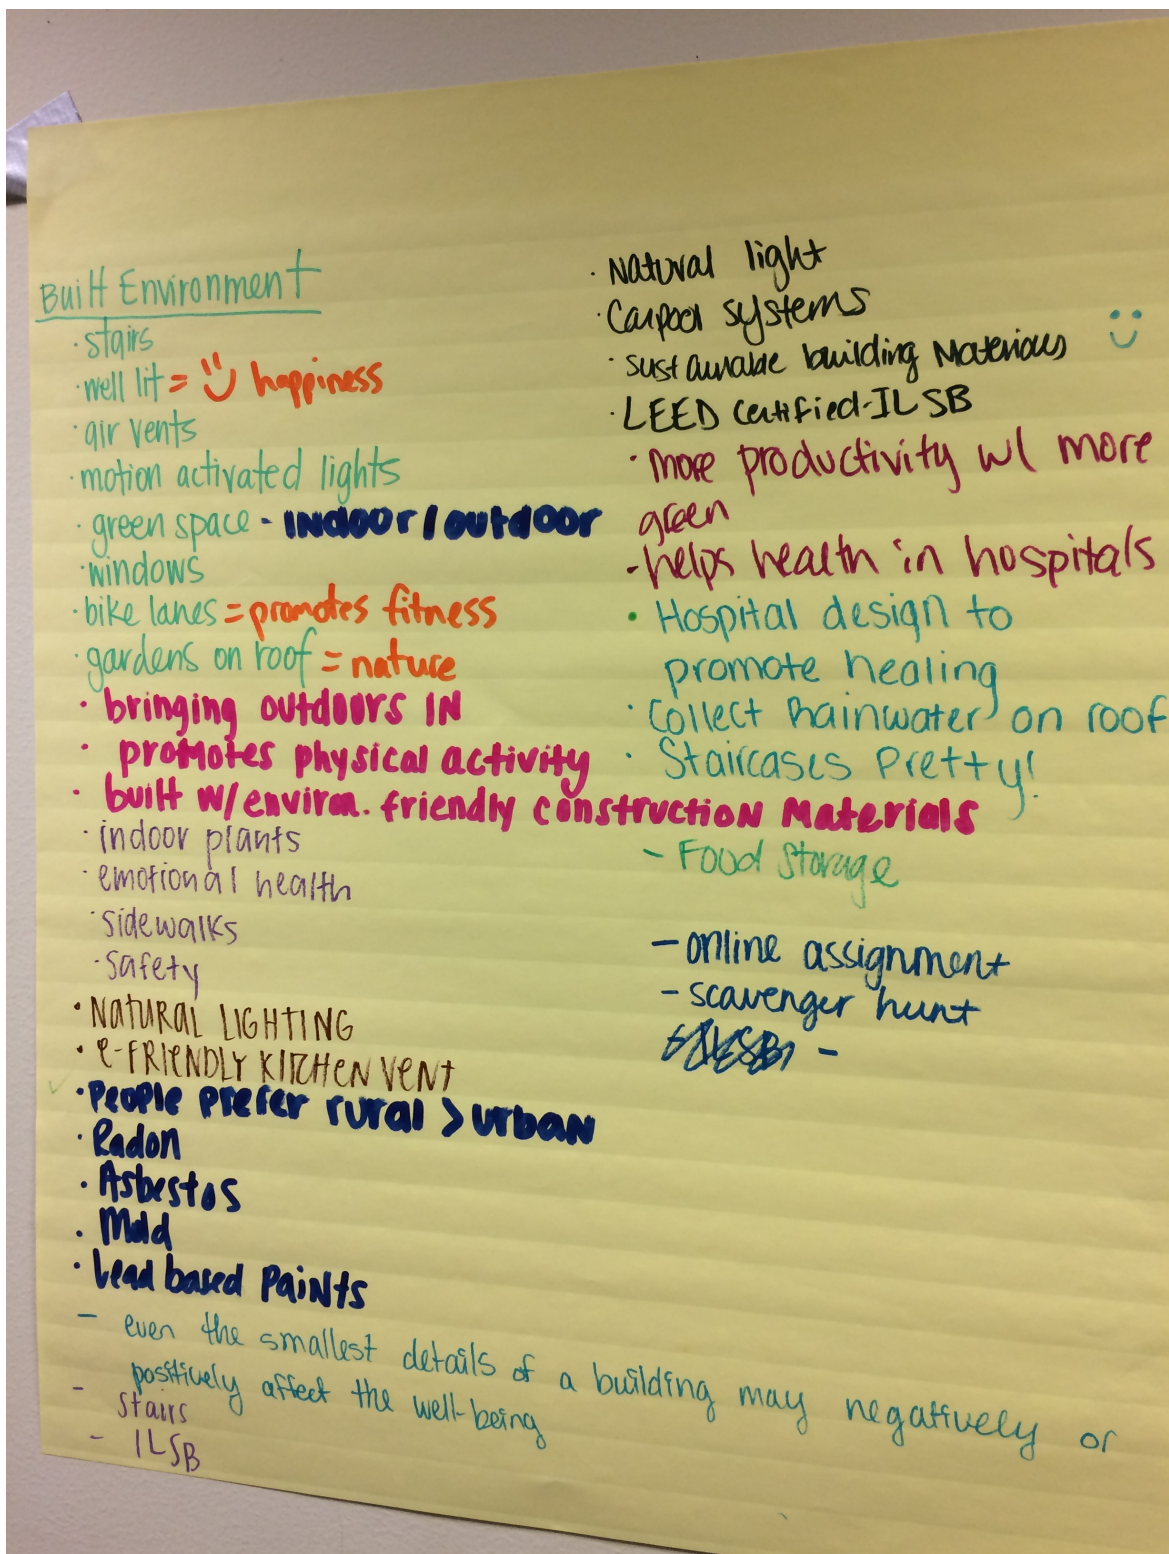 Built Environment
· stairs
· well lit = happiness
· air vents
· motion activated lights
· green space - INDOOR / OUTDOOR
· windows
· bike lanes = promotes fitness
· gardens on roof = nature
· bringing outdoors IN
· promotes physical activity
· built w/ environ. friendly construction Materials
· indoor plants
· emotional health
· sidewalks
· safety
· NATURAL LIGHTING
· e-FRIENDLY KITCHEN VENT
· People prefer rural > urban
· Radon
· Asbestos
· Mold
· Lead based Paints
- even the smallest details of a building may negatively or
positively affect the well-being
- stairs
- ILSB
· Natural light
· Carpool systems
· sustainable building Materials
· LEED Certified-ILSB
· more productivity w/ more
green
- helps health in hospitals
· Hospital design to
promote healing
· Collect Rainwater on roof
· Staircases Pretty!
- Food Storage
- online assignment
- scavenger hunt
-